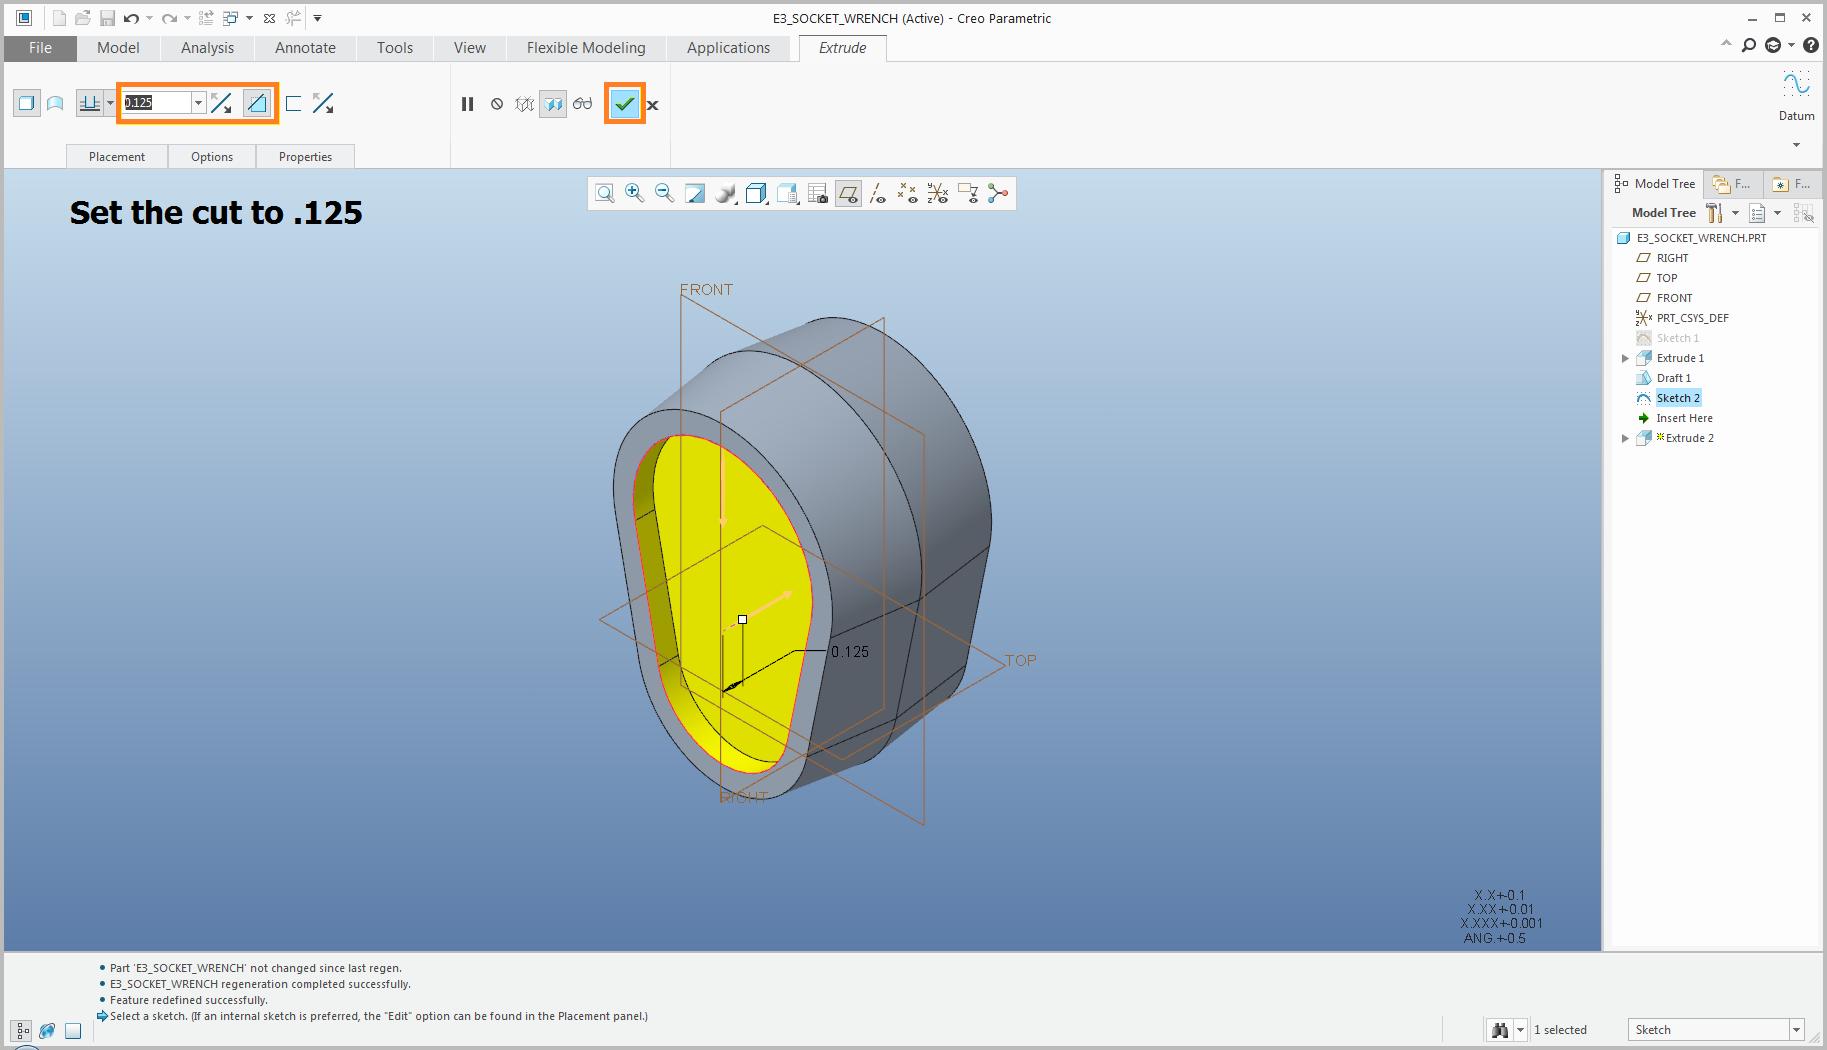 E3_SOCKET_WRENCH (Active) - Creo Parametric
File Model Analysis Annotate Tools View Flexible Modeling Applications Extrude
0.125
Datum
Placement Options Properties
Set the cut to .125
Model Tree F... F...
Model Tree
E3_SOCKET_WRENCH.PRT
RIGHT
TOP
FRONT
PRT_CSYS_DEF
Sketch 1
Extrude 1
Draft 1
Sketch 2
Insert Here
Extrude 2
FRONT
0.125
TOP
RIGHT
X.X+-0.1
X.XX+-0.01
X.XXX+-0.001
ANG.+-0.5
Part 'E3_SOCKET_WRENCH' not changed since last regen.
E3_SOCKET_WRENCH regeneration completed successfully.
Feature redefined successfully.
Select a sketch. (If an internal sketch is preferred, the "Edit" option can be found in the Placement panel.)
1 selected
Sketch